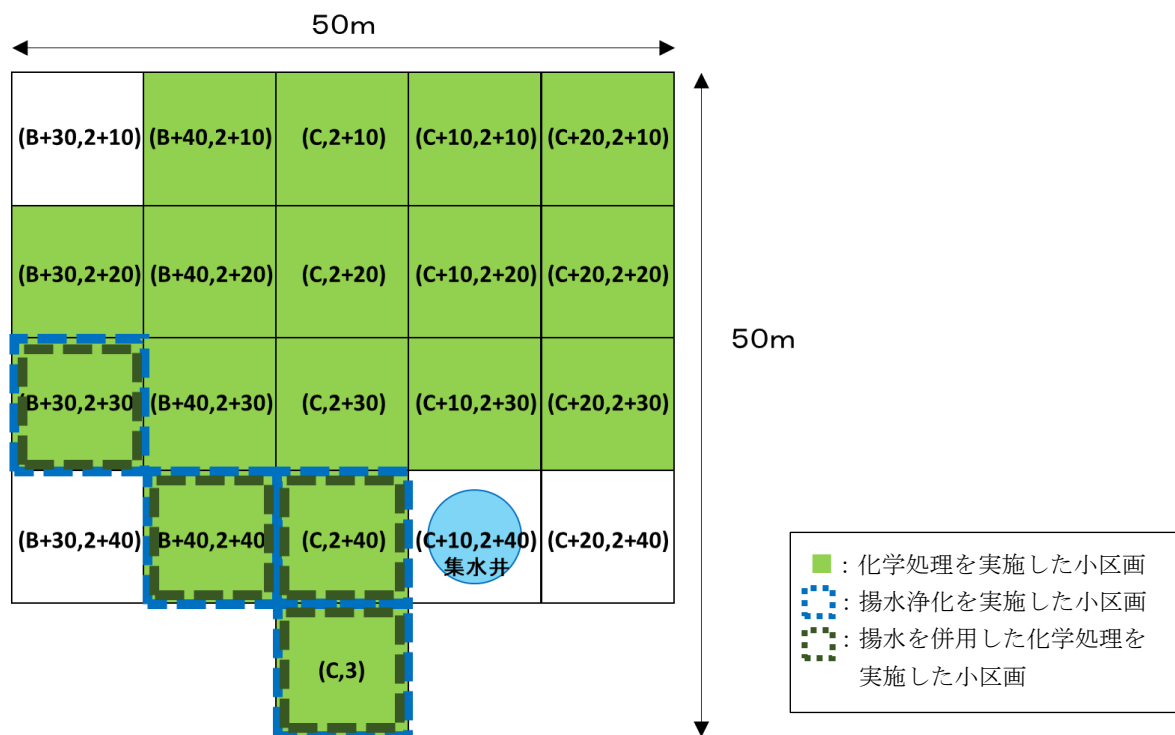 50m
(B+30,2+10) (B+40,2+10) (C,2+10) (C+10,2+10) (C+20,2+10)
(B+30,2+20) (B+40,2+20) (C,2+20) (C+10,2+20) (C+20,2+20)
50m
(B+30,2+30 (B+40,2+30) (C,2+30) (C+10,2+30) (C+20,2+30)
(B+30,2+40) B+40,2+40 (C,2+40) (C+10,2+40) (C+20,2+40)
集水井
(C,3)
：化学処理を実施した小区画
：揚水浄化を実施した小区画
：揚水を併用した化学処理を
実施した小区画